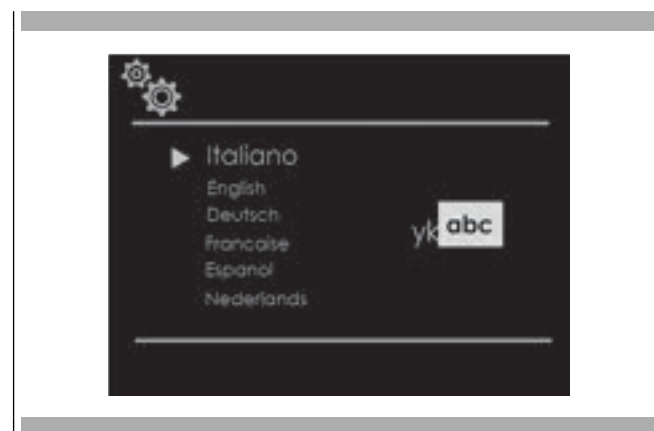 Italiano
English
Deutsch
Francaise
Espanol
Nederlands
yk abc